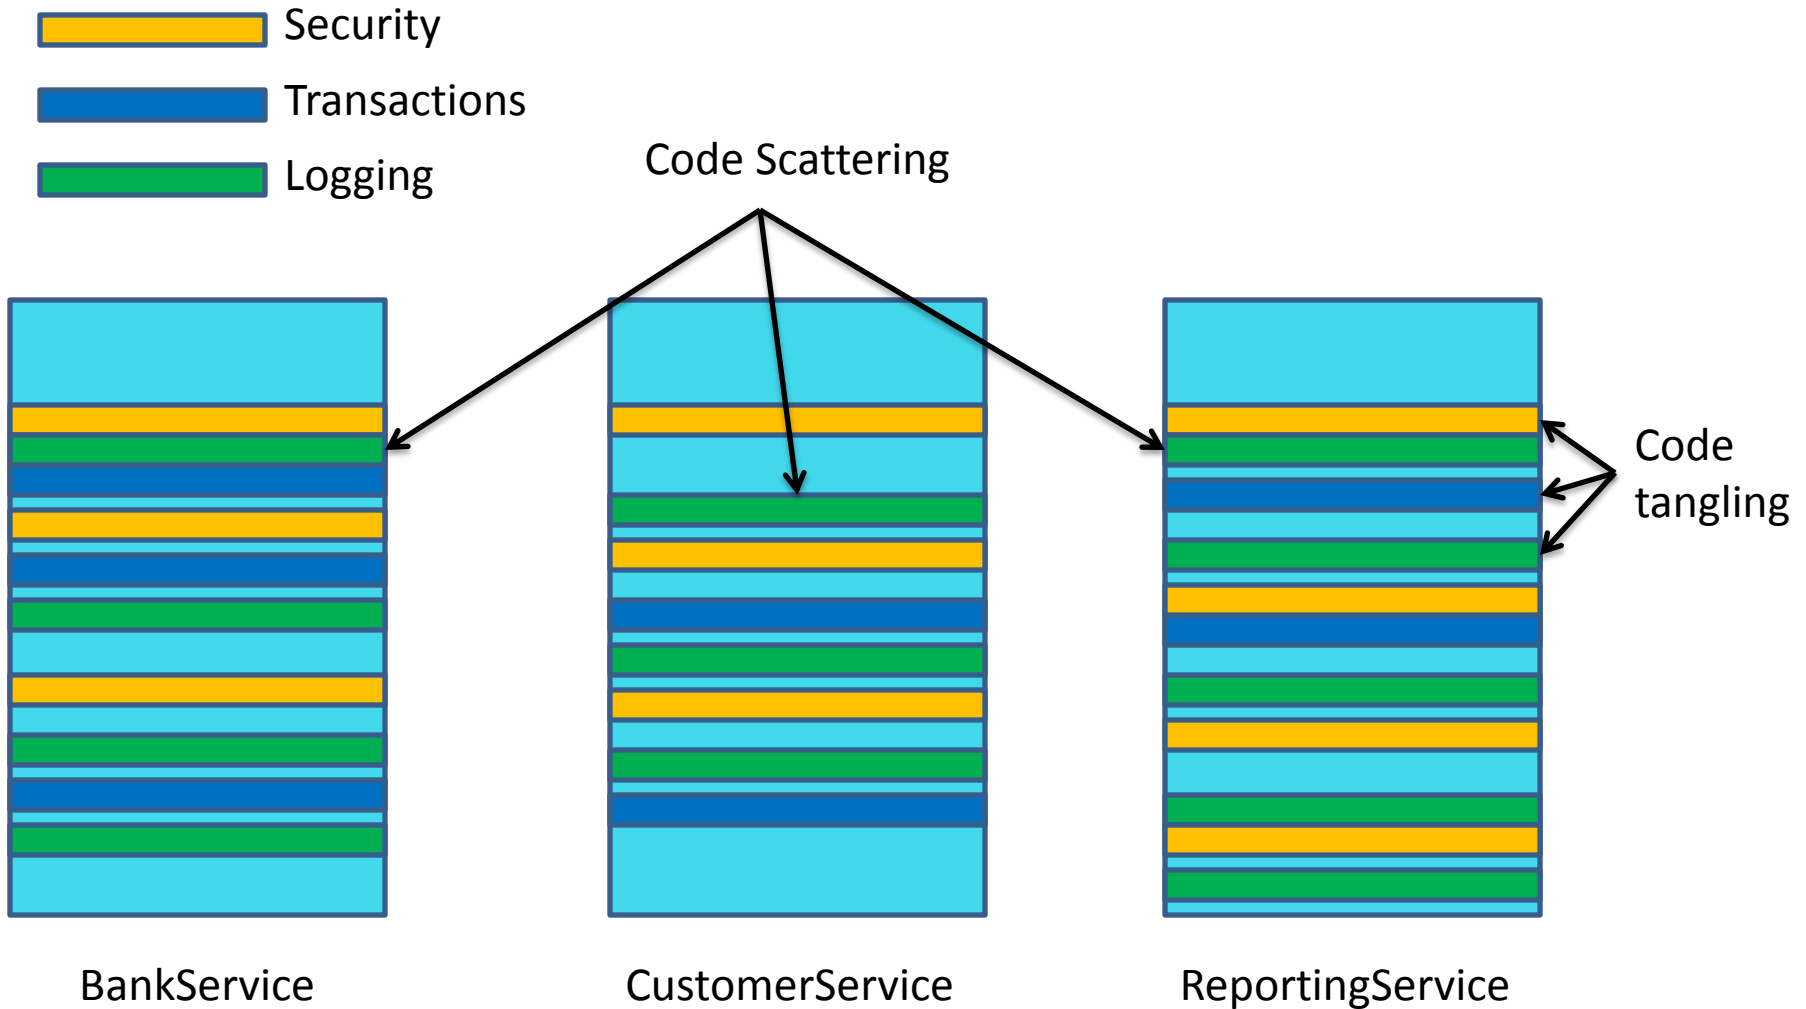 Security
Transactions
Logging
Code Scattering
Code
tangling
BankService
CustomerService
ReportingService